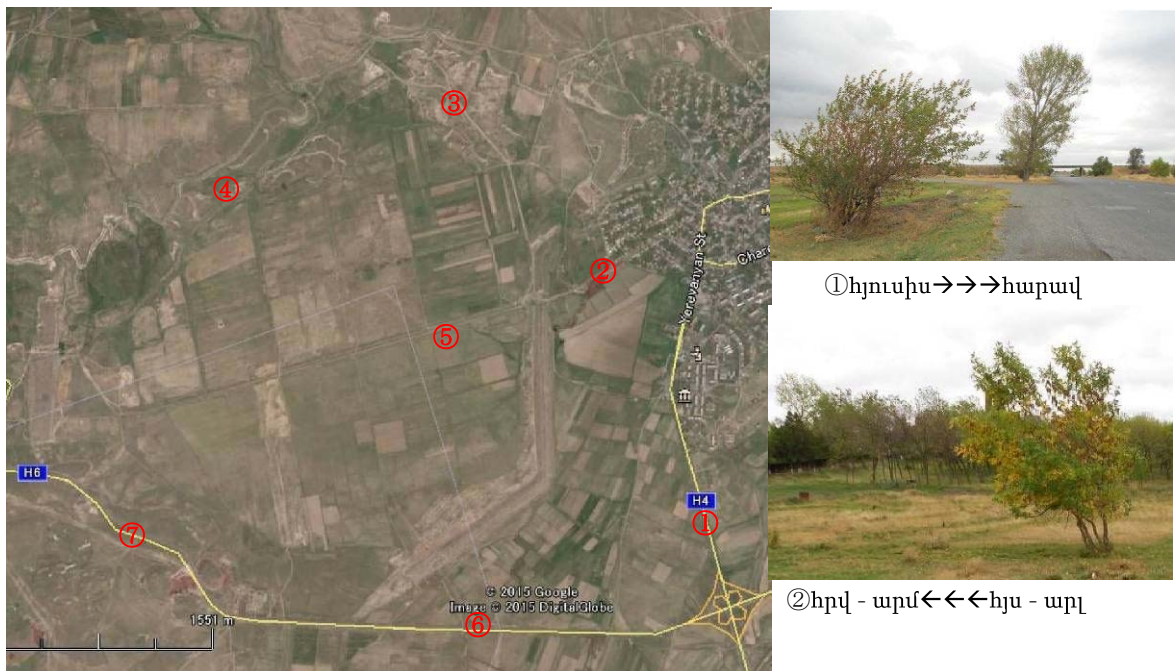 ③
④
②
Yerevanyan St
Chare
⑤
H6
H4
①
⑦
© 2015 Google
Image © 2015 DigitalGlobe
1551 m
⑥
①հյուսիս→→→հարավ
②հրվ - արմ←←←հյս - արլ